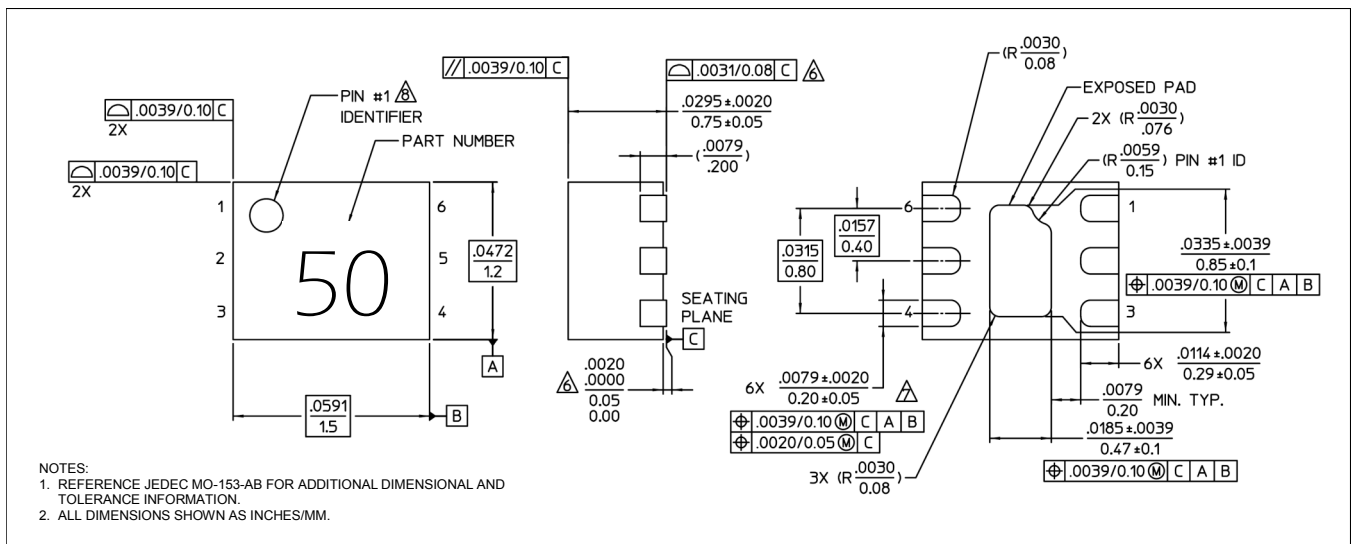 // .0039/0.10 C
⌓ .0031/0.08 C 6
(R .0030
0.08 )
PIN #1 8
IDENTIFIER
PART NUMBER
⌓ .0039/0.10 C
2X
⌓ .0039/0.10 C
2X
1
2
3
6
5
4
50
.0472
1.2
A
.0591
1.5
B
.0295±.0020
0.75±0.05
( .0079
.200 )
SEATING
PLANE
C
6 .0020
.0000
0.05
0.00
EXPOSED PAD
2X (R .0030
.076 )
(R .0059
0.15 ) PIN #1 ID
6
4
1
3
.0315
0.80
.0157
0.40
.0335±.0039
0.85±0.1
⌖ .0039/0.10 Ⓜ C A B
6X .0114±.0020
0.29±0.05
.0079
0.20 MIN. TYP.
.0185±.0039
0.47±0.1
⌖ .0039/0.10 Ⓜ C A B
6X .0079±.0020
0.20±0.05 7
⌖ .0039/0.10 Ⓜ C A B
⌖ .0020/0.05 Ⓜ C
3X (R .0030
0.08 )
NOTES:
1. REFERENCE JEDEC MO-153-AB FOR ADDITIONAL DIMENSIONAL AND
TOLERANCE INFORMATION.
2. ALL DIMENSIONS SHOWN AS INCHES/MM.